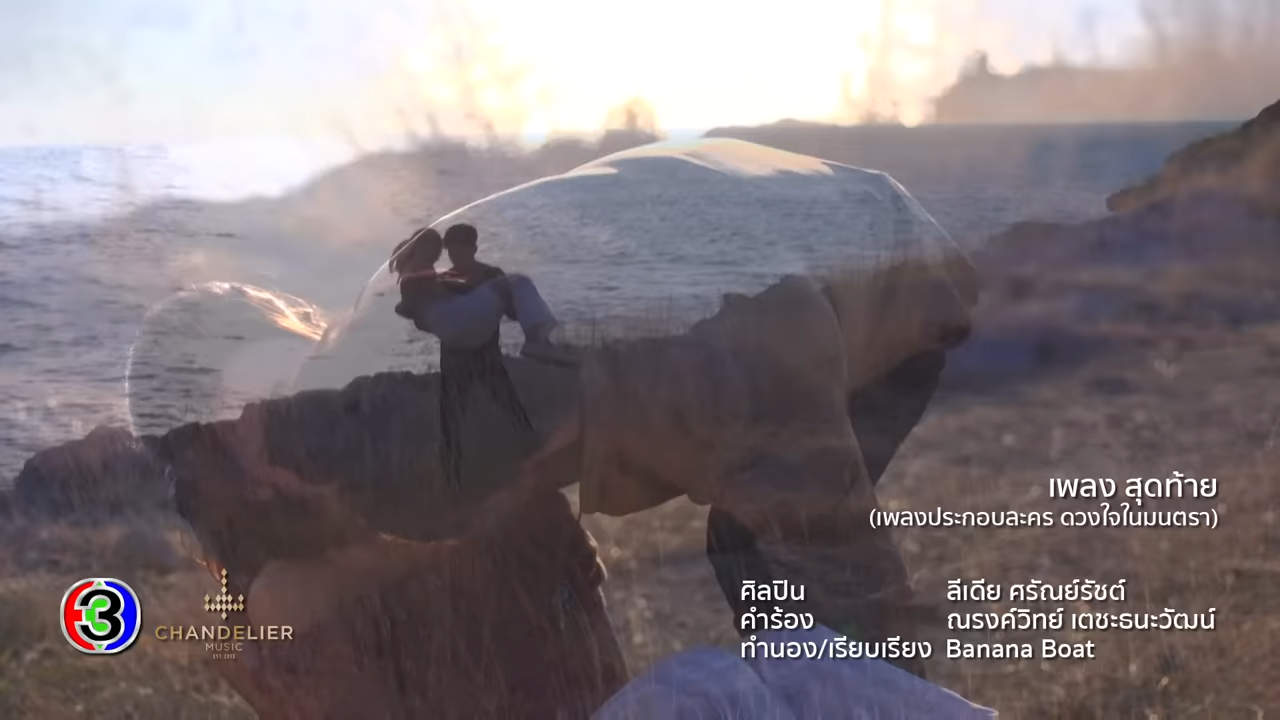 เพลง สุดท้าย
(เพลงประกอบละคร ดวงใจในมนตรา)
ศิลปิน ลีเดีย ศรัณย์รัชต์
คำร้อง ณรงค์วิทย์ เตชะธนะวัฒน์
ทำนอง/เรียบเรียง Banana Boat
3
CHANDELIER
MUSIC